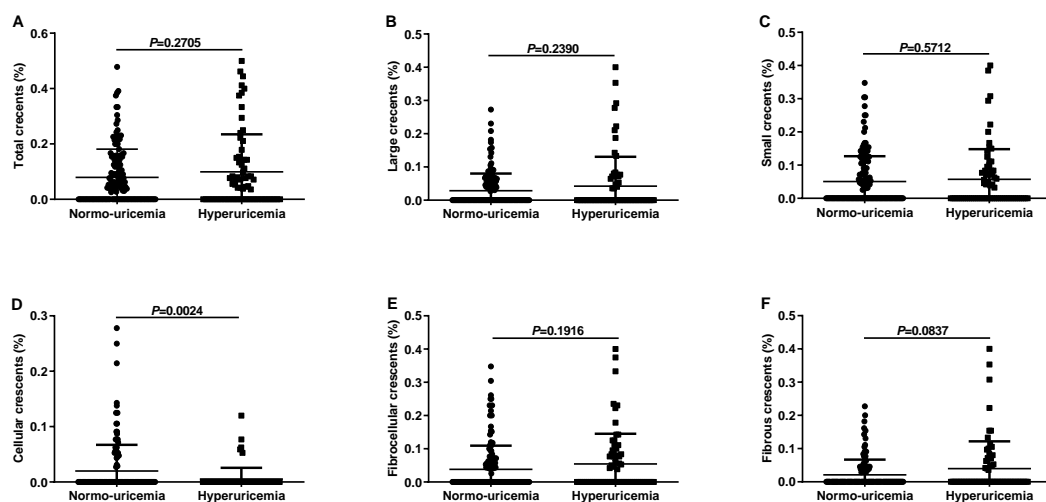 A
P=0.2705
Total crecents (%)
0.6
0.4
0.2
0.0
Normo-uricemia Hyperuricemia
B
P=0.2390
Large crecents (%)
0.5
0.4
0.3
0.2
0.1
0.0
Normo-uricemia Hyperuricemia
C
P=0.5712
Small crecents (%)
0.5
0.4
0.3
0.2
0.1
0.0
Normo-uricemia Hyperuricemia
D
P=0.0024
Cellular crescents (%)
0.3
0.2
0.1
0.0
Normo-uricemia Hyperuricemia
E
P=0.1916
Fibrocellular crescents (%)
0.5
0.4
0.3
0.2
0.1
0.0
Normo-uricemia Hyperuricemia
F
P=0.0837
Fibrous crescents (%)
0.5
0.4
0.3
0.2
0.1
0.0
Normo-uricemia Hyperuricemia